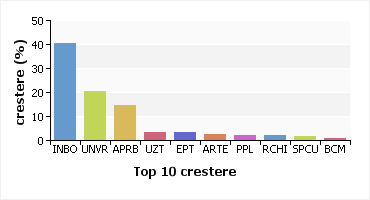 50
40
30
20
10
0
crestere (%)
INBO UNVR APRB UZT EPT ARTE PPL RCHI SPCU BCM
Top 10 crestere